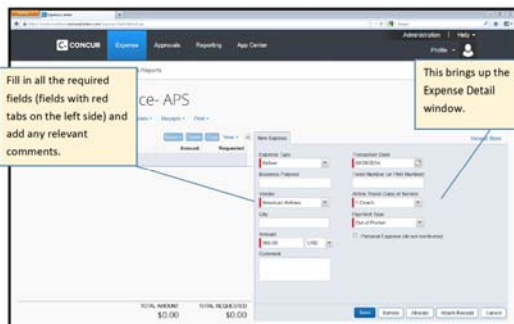 Administration | Help
CONCUR Expense Approvals Reporting App Center
Profile
Fill in all the required
fields (fields with red
tabs on the left side) and
add any relevant
comments.
This brings up the
Expense Detail
window.
Reports
ce- APS
Receipts Print
View
Amount Requested
New Expense
Expense Type
Airfare
Transaction Date
Business Purpose
Ticket Number (or PNR Number)
Vendor
American Airlines
Airline Travel Class of Service
Coach
City
Payment Type
Out of Pocket
Amount
USD
Personal Expense (do not reimburse)
Comment
TOTAL AMOUNT TOTAL REQUESTED
$0.00 $0.00
Save Itemize Allocate Attach Receipt Cancel